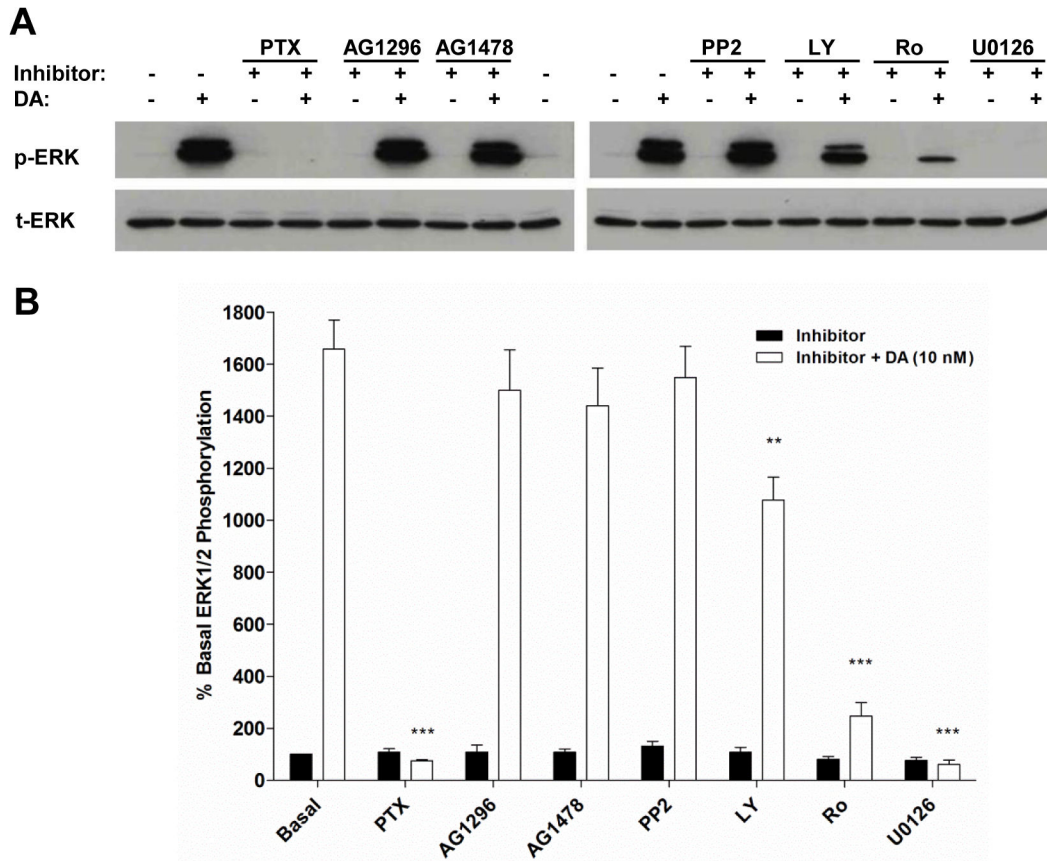 A
PTX AG1296 AG1478 PP2 LY Ro U0126
Inhibitor: - - + + + + + + - - - + + + + + + + +
DA: - + - + - + - + - - + - + - + - + - +
p-ERK
t-ERK
B
1800
1600
1400
1200
1000
800
600
400
200
0
% Basal ERK1/2 Phosphorylation
Inhibitor
Inhibitor + DA (10 nM)
***
**
***
***
Basal PTX AG1296 AG1478 PP2 LY Ro U0126